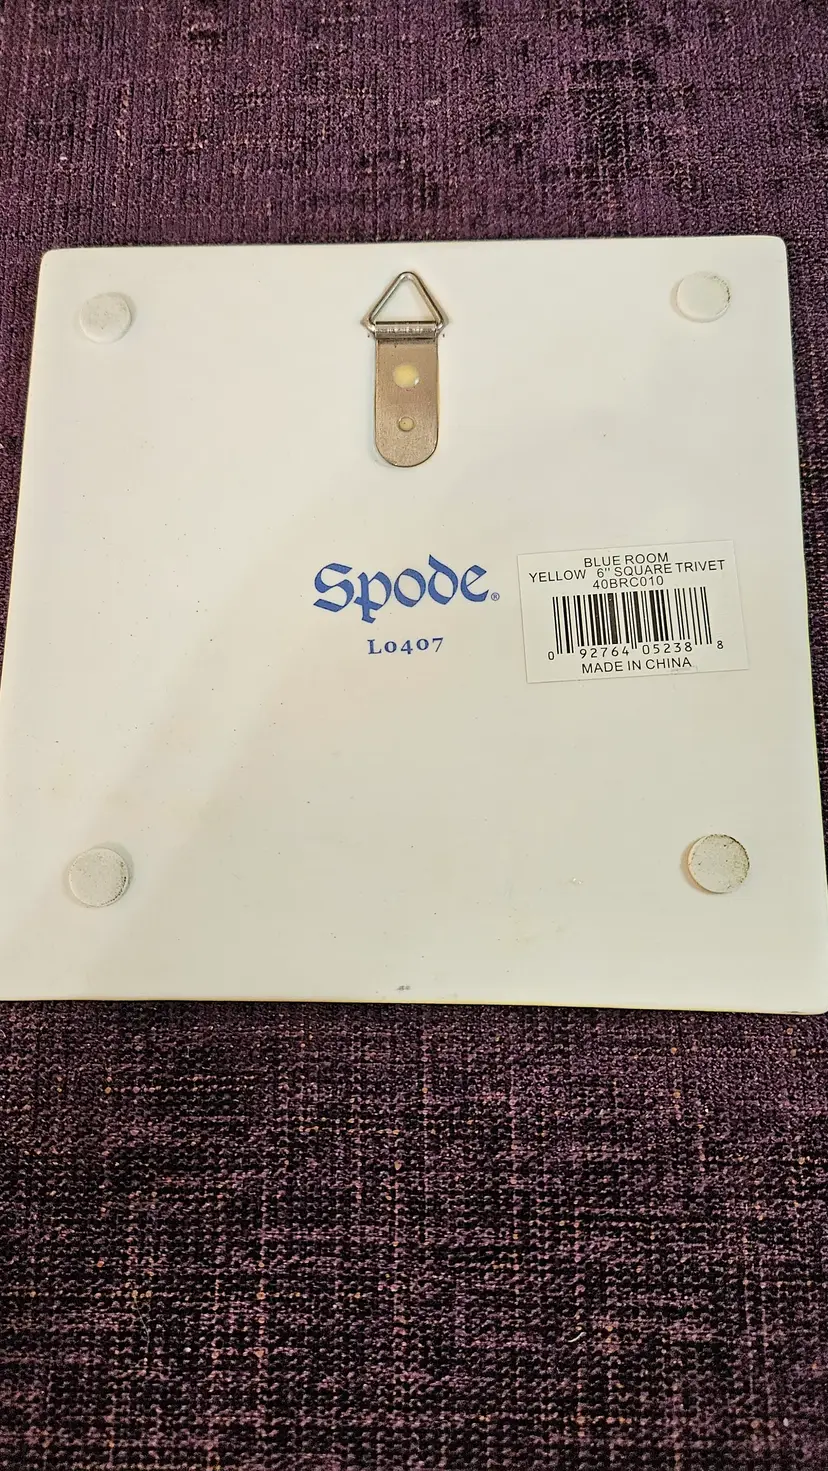 Spode®
L0407
BLUE ROOM
YELLOW 6" SQUARE TRIVET
40BRC010
0 92764 05238 8
MADE IN CHINA